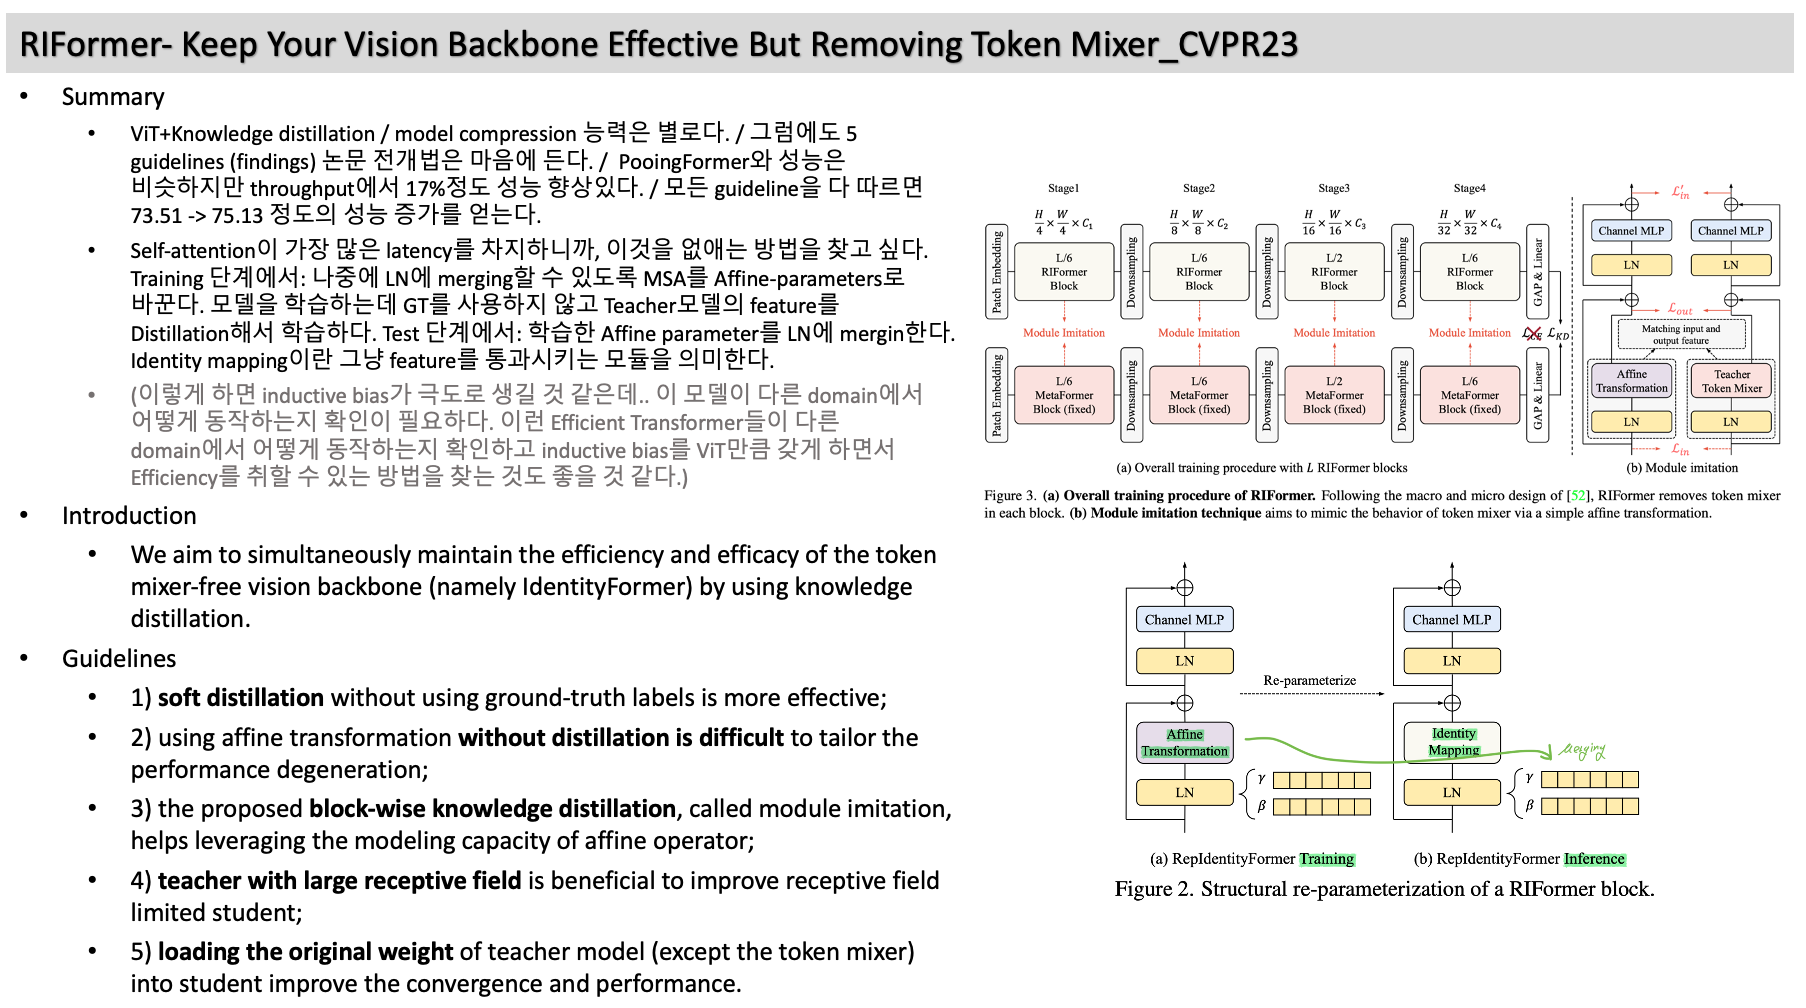 RIFormer- Keep Your Vision Backbone Effective But Removing Token Mixer_CVPR23
• Summary
• ViT+Knowledge distillation / model compression 능력은 별로다. / 그럼에도 5
guidelines (findings) 논문 전개법은 마음에 든다. / PooingFormer와 성능은
비슷하지만 throughput에서 17%정도 성능 향상있다. / 모든 guideline을 다 따르면
73.51 -> 75.13 정도의 성능 증가를 얻는다.
• Self-attention이 가장 많은 latency를 차지하니까, 이것을 없애는 방법을 찾고 싶다.
Training 단계에서: 나중에 LN에 merging할 수 있도록 MSA를 Affine-parameters로
바꾼다. 모델을 학습하는데 GT를 사용하지 않고 Teacher모델의 feature를
Distillation해서 학습하다. Test 단계에서: 학습한 Affine parameter를 LN에 mergin한다.
Identity mapping이란 그냥 feature를 통과시키는 모듈을 의미한다.
• (이렇게 하면 inductive bias가 극도로 생길 것 같은데.. 이 모델이 다른 domain에서
어떻게 동작하는지 확인이 필요하다. 이런 Efficient Transformer들이 다른
domain에서 어떻게 동작하는지 확인하고 inductive bias를 ViT만큼 갖게 하면서
Efficiency를 취할 수 있는 방법을 찾는 것도 좋을 것 같다.)
• Introduction
• We aim to simultaneously maintain the efficiency and efficacy of the token
mixer-free vision backbone (namely IdentityFormer) by using knowledge
distillation.
• Guidelines
• 1) soft distillation without using ground-truth labels is more effective;
• 2) using affine transformation without distillation is difficult to tailor the
performance degeneration;
• 3) the proposed block-wise knowledge distillation, called module imitation,
helps leveraging the modeling capacity of affine operator;
• 4) teacher with large receptive field is beneficial to improve receptive field
limited student;
• 5) loading the original weight of teacher model (except the token mixer)
into student improve the convergence and performance.
Stage1 Stage2 Stage3 Stage4
H/4 × W/4 × C₁ H/8 × W/8 × C₂ H/16 × W/16 × C₃ H/32 × W/32 × C₄
Patch Embedding
L/6
RIFormer
Block
Downsampling
L/6
RIFormer
Block
Downsampling
L/2
RIFormer
Block
Downsampling
L/6
RIFormer
Block
GAP & Linear
Module Imitation Module Imitation Module Imitation Module Imitation
ℒCE ℒKD
Patch Embedding
L/6
MetaFormer
Block (fixed)
Downsampling
L/6
MetaFormer
Block (fixed)
Downsampling
L/2
MetaFormer
Block (fixed)
Downsampling
L/6
MetaFormer
Block (fixed)
GAP & Linear
(a) Overall training procedure with L RIFormer blocks
ℒ'in
Channel MLP Channel MLP
LN LN
ℒout
Matching input and
output feature
Affine
Transformation
Teacher
Token Mixer
LN LN
ℒin
(b) Module imitation
Figure 3. (a) Overall training procedure of RIFormer. Following the macro and micro design of [52], RIFormer removes token mixer
in each block. (b) Module imitation technique aims to mimic the behavior of token mixer via a simple affine transformation.
Channel MLP
LN
Affine
Transformation
LN
γ
β
(a) RepIdentityFormer Training
Re-parameterize
Channel MLP
LN
Identity
Mapping
Merging
LN
γ
β
(b) RepIdentityFormer Inference
Figure 2. Structural re-parameterization of a RIFormer block.